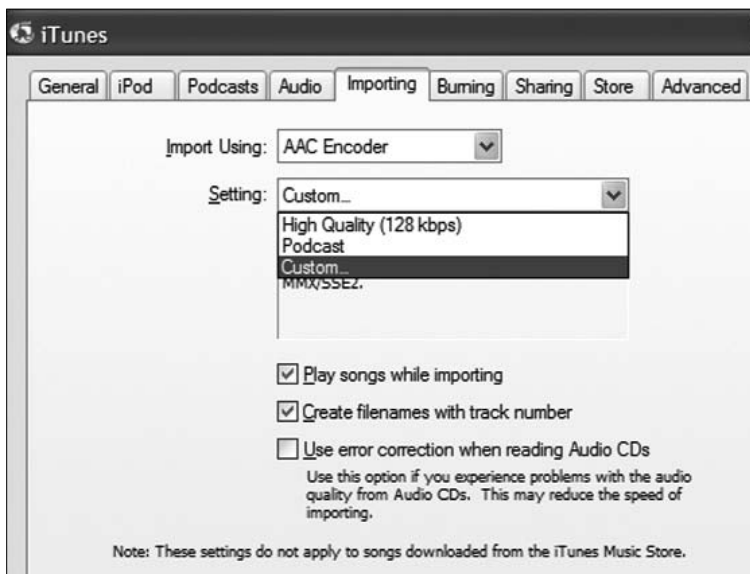 iTunes
General iPod Podcasts Audio Importing Burning Sharing Store Advanced
Import Using: AAC Encoder
Setting: Custom...
High Quality (128 kbps)
Podcast
Custom...
MMX/SSE2.
Play songs while importing
Create filenames with track number
Use error correction when reading Audio CDs
Use this option if you experience problems with the audio
quality from Audio CDs. This may reduce the speed of
importing.
Note: These settings do not apply to songs downloaded from the iTunes Music Store.